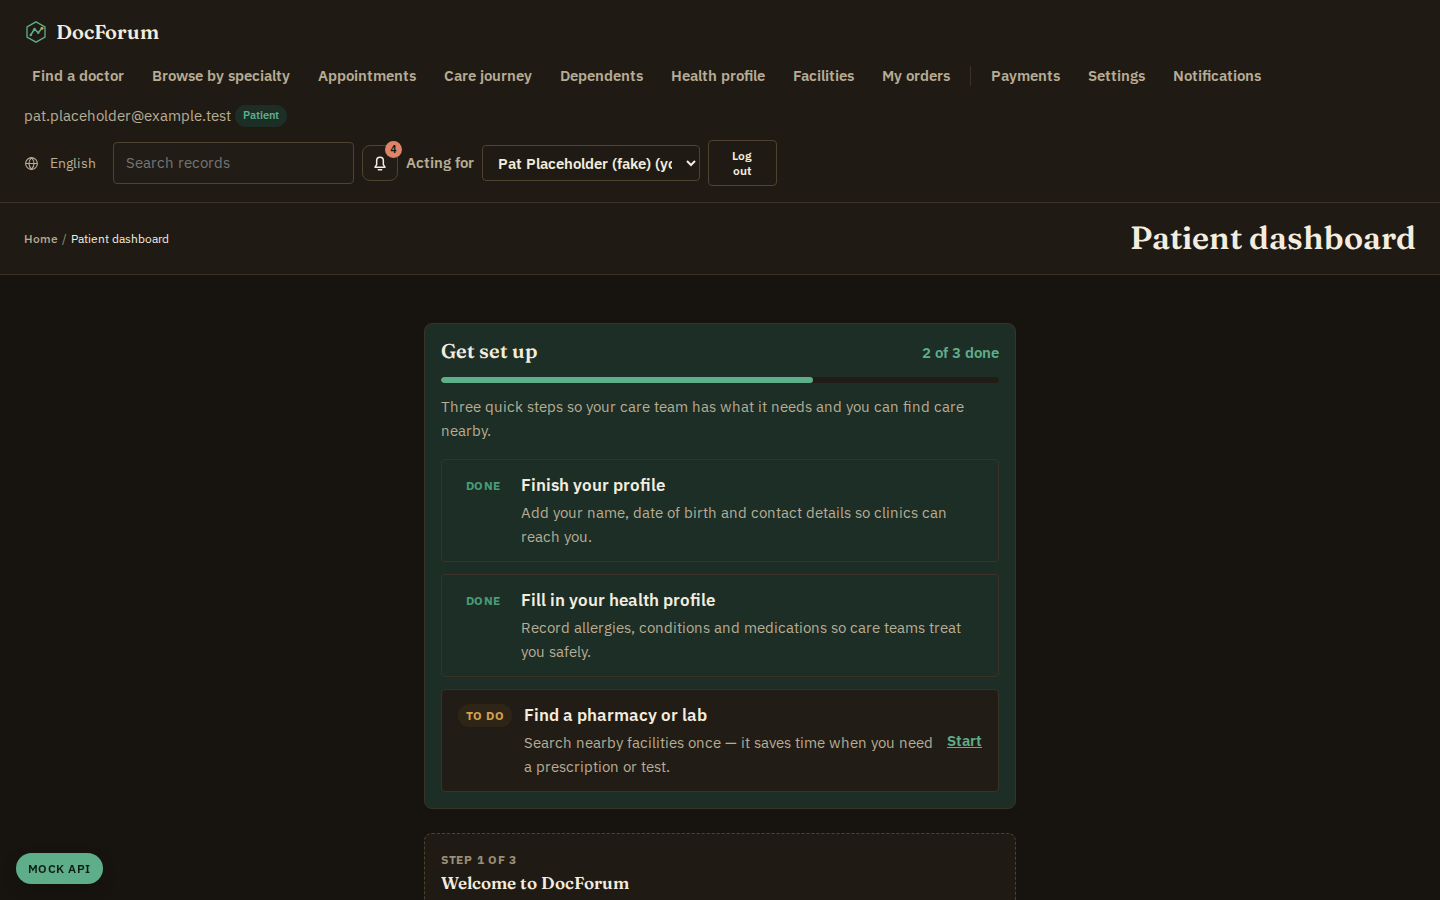 DocForum
Find a doctor Browse by specialty Appointments Care journey Dependents Health profile Facilities My orders Payments Settings Notifications
pat.placeholder@example.test Patient
English Search records 4 Acting for Pat Placeholder (fake) (yo Log out
Home / Patient dashboard
Patient dashboard
Get set up
2 of 3 done
Three quick steps so your care team has what it needs and you can find care
nearby.
DONE Finish your profile
Add your name, date of birth and contact details so clinics can
reach you.
DONE Fill in your health profile
Record allergies, conditions and medications so care teams treat
you safely.
TO DO Find a pharmacy or lab
Search nearby facilities once — it saves time when you need
a prescription or test.
Start
STEP 1 OF 3
Welcome to DocForum
MOCK API